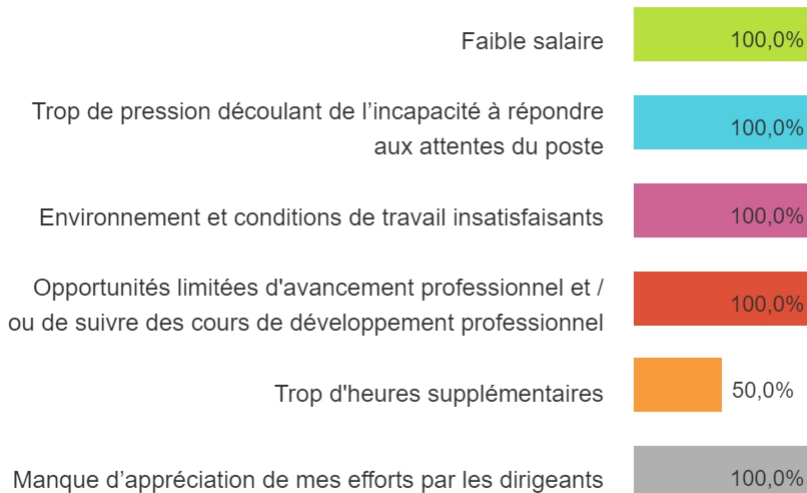 Faible salaire 100,0%
Trop de pression découlant de l’incapacité à répondre
aux attentes du poste 100,0%
Environnement et conditions de travail insatisfaisants 100,0%
Opportunités limitées d'avancement professionnel et /
ou de suivre des cours de développement professionnel 100,0%
Trop d'heures supplémentaires 50,0%
Manque d’appréciation de mes efforts par les dirigeants 100,0%